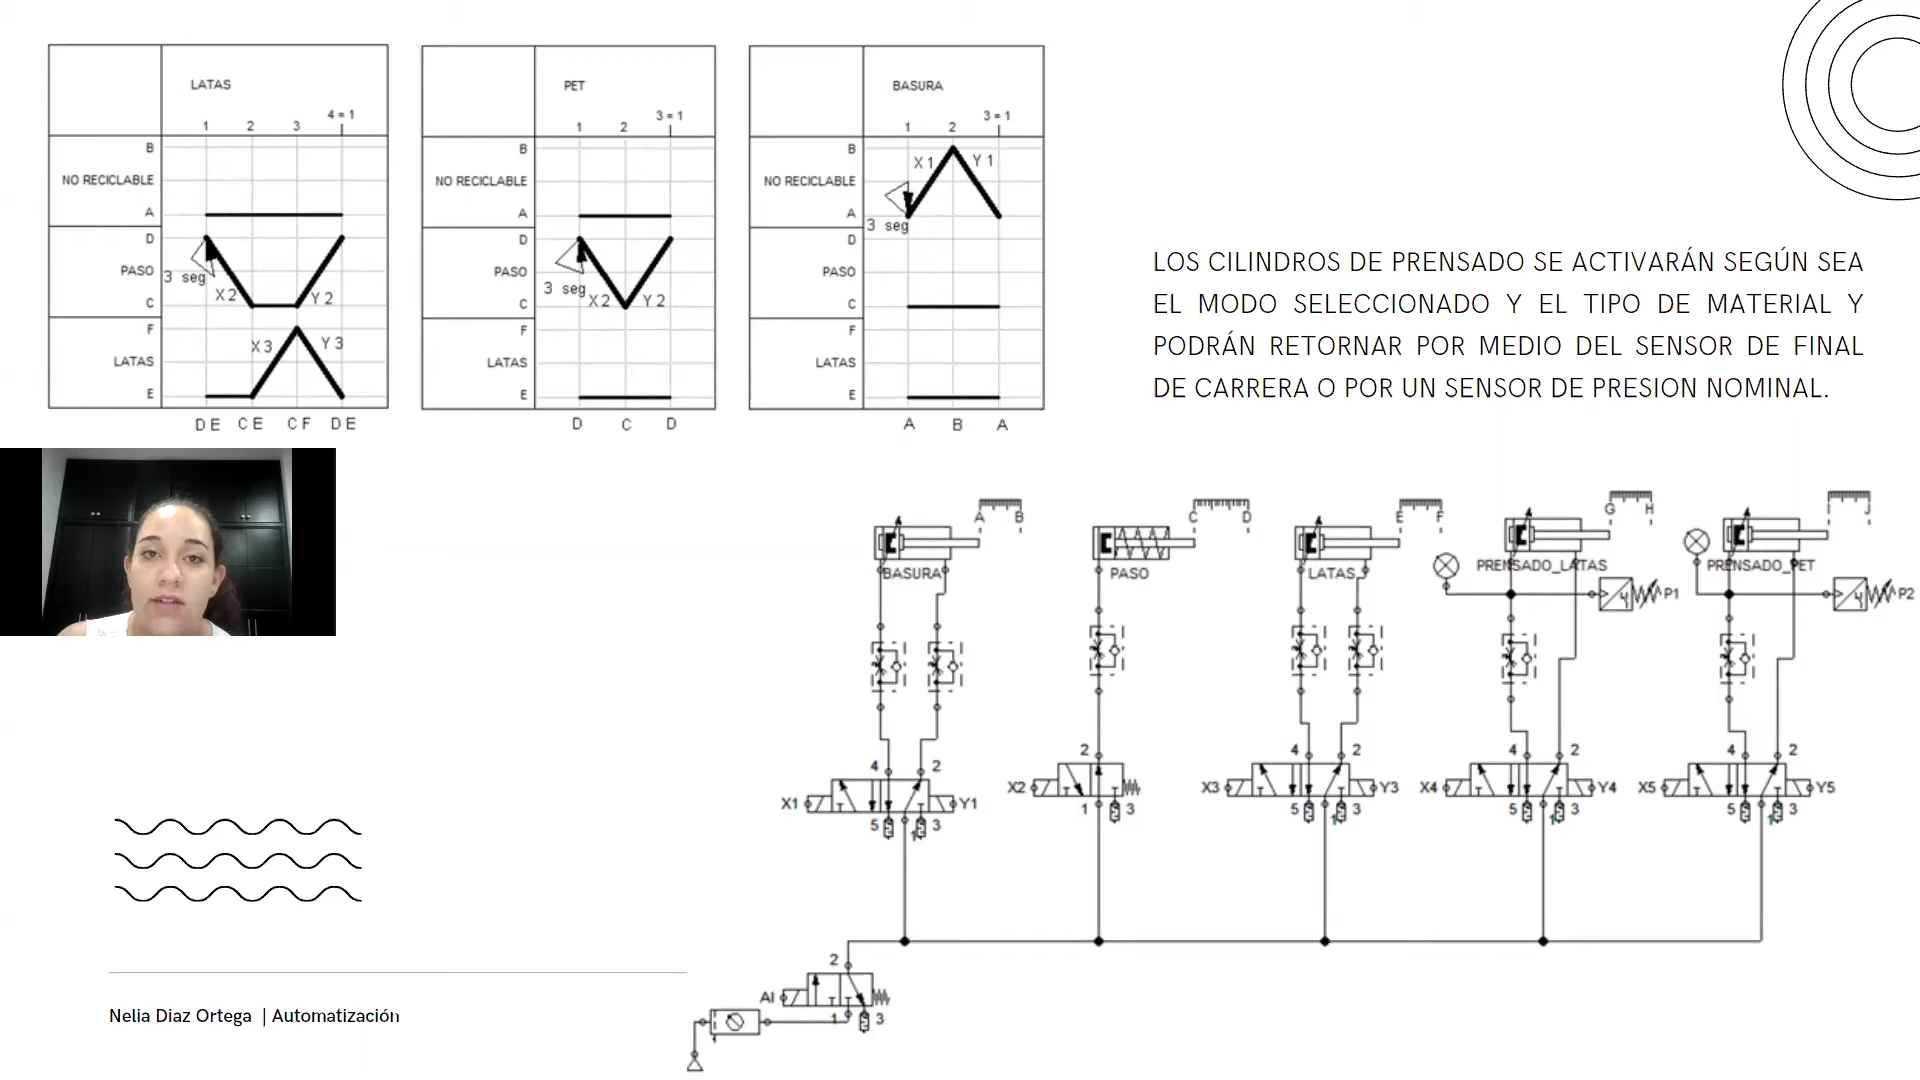 LATAS
4 = 1
1 2 3
B
NO RECICLABLE
A
D
PASO
3 seg
X 2 Y 2
C
F
X 3 Y 3
LATAS
E
D E C E C F D E
PET
3 = 1
1 2
B
NO RECICLABLE
A
D
PASO
3 seg
X 2 Y 2
C
F
LATAS
E
D C D
BASURA
3 = 1
1 2
B
X 1 Y 1
NO RECICLABLE
A
3 seg
D
PASO
C
F
LATAS
E
A B A
LOS CILINDROS DE PRENSADO SE ACTIVARÁN SEGÚN SEA
EL MODO SELECCIONADO Y EL TIPO DE MATERIAL Y
PODRÁN RETORNAR POR MEDIO DEL SENSOR DE FINAL
DE CARRERA O POR UN SENSOR DE PRESION NOMINAL.
A B
BASURA
4 2
X1 Y1
5 1 3
C D
PASO
2
X2
1 3
E F
LATAS
4 2
X3 Y3
5 1 3
G H
PRENSADO_LATAS
P1
4 2
X4 Y4
5 1 3
I J
PRENSADO_PET
P2
4 2
X5 Y5
5 1 3
2
AI
1 3
Nelia Diaz Ortega | Automatización